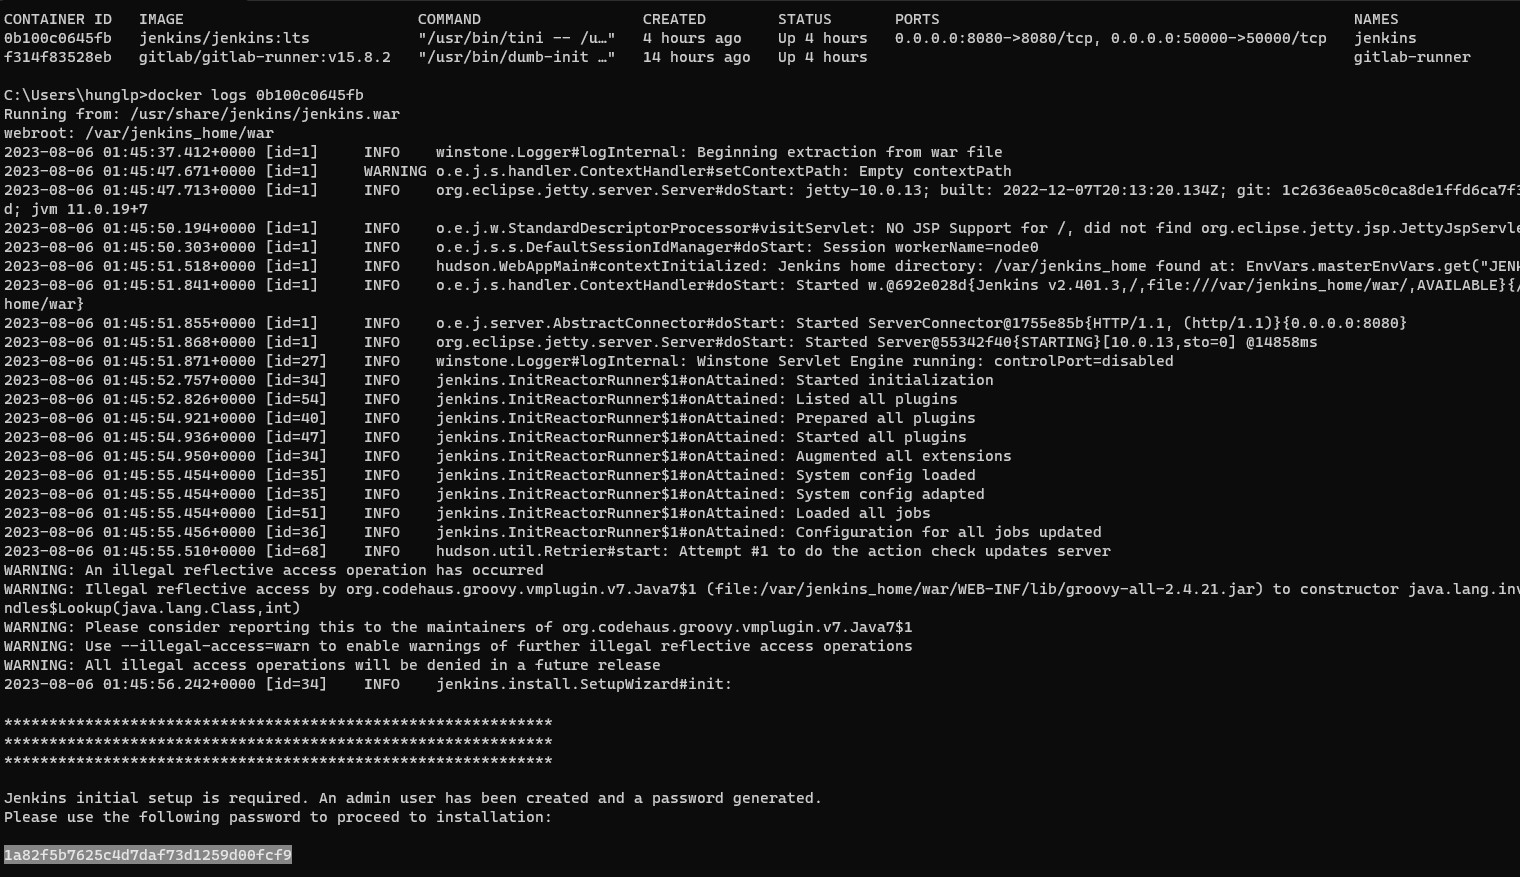 CONTAINER ID   IMAGE                          COMMAND                  CREATED        STATUS       PORTS                                              NAMES
0b100c0645fb   jenkins/jenkins:lts            "/usr/bin/tini -- /u…"   4 hours ago    Up 4 hours   0.0.0.0:8080->8080/tcp, 0.0.0.0:50000->50000/tcp   jenkins
f314f83528eb   gitlab/gitlab-runner:v15.8.2   "/usr/bin/dumb-init …"   14 hours ago   Up 4 hours                                                      gitlab-runner
C:\Users\hunglp>docker logs 0b100c0645fb
Running from: /usr/share/jenkins/jenkins.war
webroot: /var/jenkins_home/war
2023-08-06 01:45:37.412+0000 [id=1]     INFO    winstone.Logger#logInternal: Beginning extraction from war file
2023-08-06 01:45:47.671+0000 [id=1]     WARNING o.e.j.s.handler.ContextHandler#setContextPath: Empty contextPath
2023-08-06 01:45:47.713+0000 [id=1]     INFO    org.eclipse.jetty.server.Server#doStart: jetty-10.0.13; built: 2022-12-07T20:13:20.134Z; git: 1c2636ea05c0ca8de1ffd6ca7f3
d; jvm 11.0.19+7
2023-08-06 01:45:50.194+0000 [id=1]     INFO    o.e.j.w.StandardDescriptorProcessor#visitServlet: NO JSP Support for /, did not find org.eclipse.jetty.jsp.JettyJspServle
2023-08-06 01:45:50.303+0000 [id=1]     INFO    o.e.j.s.s.DefaultSessionIdManager#doStart: Session workerName=node0
2023-08-06 01:45:51.518+0000 [id=1]     INFO    hudson.WebAppMain#contextInitialized: Jenkins home directory: /var/jenkins_home found at: EnvVars.masterEnvVars.get("JENK
2023-08-06 01:45:51.841+0000 [id=1]     INFO    o.e.j.s.handler.ContextHandler#doStart: Started w.@692e028d{Jenkins v2.401.3,/,file:///var/jenkins_home/war/,AVAILABLE}{/
home/war}
2023-08-06 01:45:51.855+0000 [id=1]     INFO    o.e.j.server.AbstractConnector#doStart: Started ServerConnector@1755e85b{HTTP/1.1, (http/1.1)}{0.0.0.0:8080}
2023-08-06 01:45:51.868+0000 [id=1]     INFO    org.eclipse.jetty.server.Server#doStart: Started Server@55342f40{STARTING}[10.0.13,sto=0] @14858ms
2023-08-06 01:45:51.871+0000 [id=27]    INFO    winstone.Logger#logInternal: Winstone Servlet Engine running: controlPort=disabled
2023-08-06 01:45:52.757+0000 [id=34]    INFO    jenkins.InitReactorRunner$1#onAttained: Started initialization
2023-08-06 01:45:52.826+0000 [id=54]    INFO    jenkins.InitReactorRunner$1#onAttained: Listed all plugins
2023-08-06 01:45:54.921+0000 [id=40]    INFO    jenkins.InitReactorRunner$1#onAttained: Prepared all plugins
2023-08-06 01:45:54.936+0000 [id=47]    INFO    jenkins.InitReactorRunner$1#onAttained: Started all plugins
2023-08-06 01:45:54.950+0000 [id=34]    INFO    jenkins.InitReactorRunner$1#onAttained: Augmented all extensions
2023-08-06 01:45:55.454+0000 [id=35]    INFO    jenkins.InitReactorRunner$1#onAttained: System config loaded
2023-08-06 01:45:55.454+0000 [id=35]    INFO    jenkins.InitReactorRunner$1#onAttained: System config adapted
2023-08-06 01:45:55.454+0000 [id=51]    INFO    jenkins.InitReactorRunner$1#onAttained: Loaded all jobs
2023-08-06 01:45:55.456+0000 [id=36]    INFO    jenkins.InitReactorRunner$1#onAttained: Configuration for all jobs updated
2023-08-06 01:45:55.510+0000 [id=68]    INFO    hudson.util.Retrier#start: Attempt #1 to do the action check updates server
WARNING: An illegal reflective access operation has occurred
WARNING: Illegal reflective access by org.codehaus.groovy.vmplugin.v7.Java7$1 (file:/var/jenkins_home/war/WEB-INF/lib/groovy-all-2.4.21.jar) to constructor java.lang.inv
ndles$Lookup(java.lang.Class,int)
WARNING: Please consider reporting this to the maintainers of org.codehaus.groovy.vmplugin.v7.Java7$1
WARNING: Use --illegal-access=warn to enable warnings of further illegal reflective access operations
WARNING: All illegal access operations will be denied in a future release
2023-08-06 01:45:56.242+0000 [id=34]    INFO    jenkins.install.SetupWizard#init:
*************************************************************
*************************************************************
*************************************************************
Jenkins initial setup is required. An admin user has been created and a password generated.
Please use the following password to proceed to installation:
1a82f5b7625c4d7daf73d1259d00fcf9